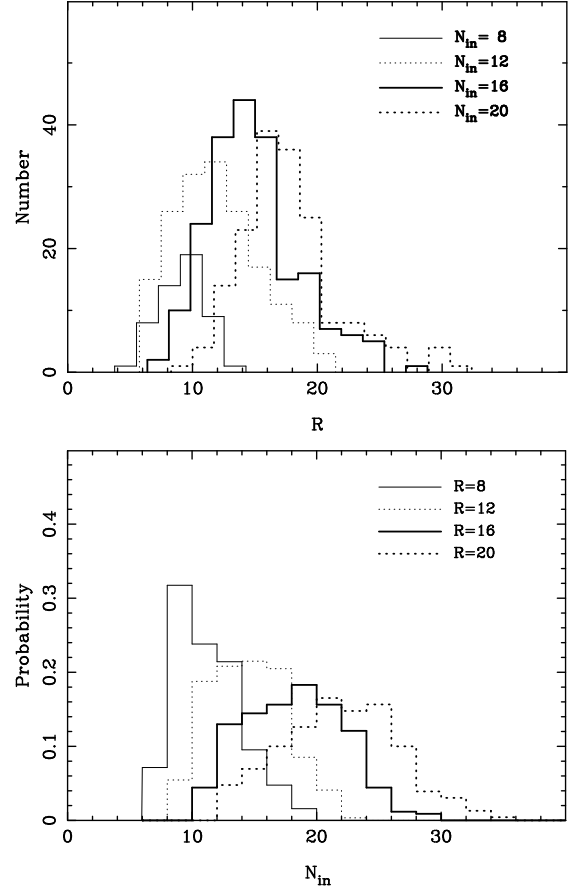 N_in= 8
N_in=12
N_in=16
N_in=20
Number
0
20
40
0
10
20
30
R
R=8
R=12
R=16
R=20
Probability
0
0.1
0.2
0.3
0.4
0
10
20
30
N_in